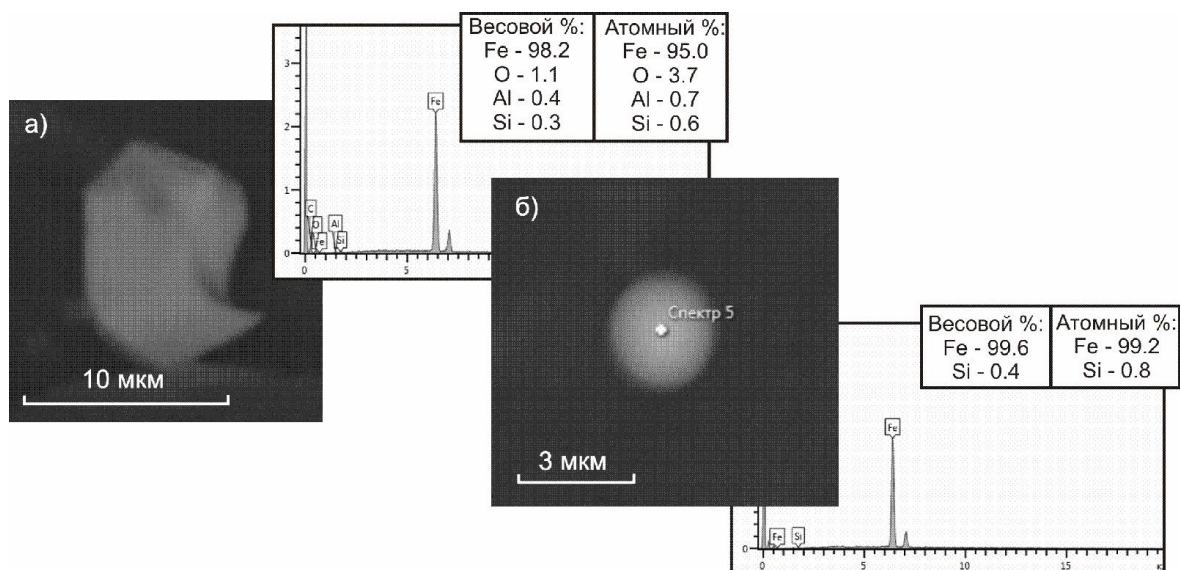 Весовой %:
Fe - 98.2
O - 1.1
Al - 0.4
Si - 0.3
Атомный %:
Fe - 95.0
O - 3.7
Al - 0.7
Si - 0.6
3
2
1
0
Fe
C
O
Fe
Al
Si
0
5
а)
10 мкм
б)
Спектр 5
3 мкм
Весовой %:
Fe - 99.6
Si - 0.4
Атомный %:
Fe - 99.2
Si - 0.8
Fe
Fe
Si
0
0
5
10
15